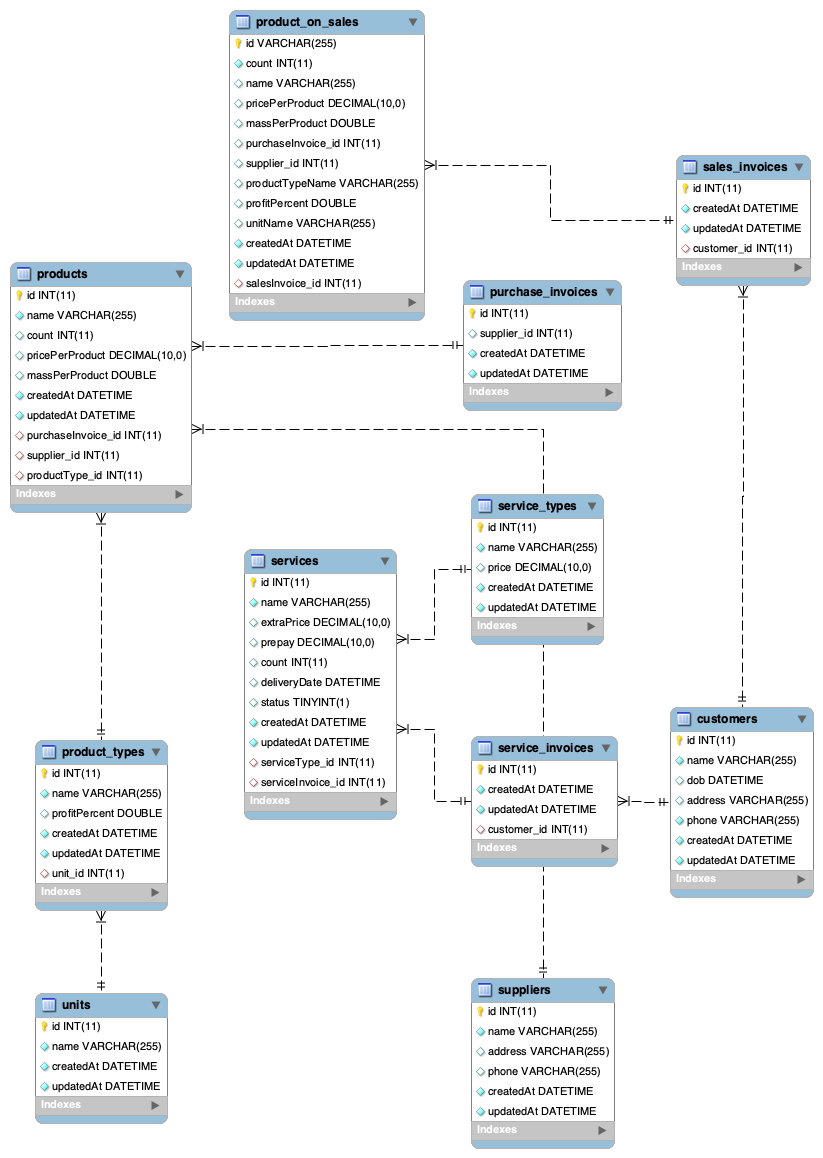 product_on_sales
id VARCHAR(255)
count INT(11)
name VARCHAR(255)
pricePerProduct DECIMAL(10,0)
massPerProduct DOUBLE
purchaseInvoice_id INT(11)
supplier_id INT(11)
productTypeName VARCHAR(255)
profitPercent DOUBLE
unitName VARCHAR(255)
createdAt DATETIME
updatedAt DATETIME
salesInvoice_id INT(11)
Indexes
sales_invoices
id INT(11)
createdAt DATETIME
updatedAt DATETIME
customer_id INT(11)
Indexes
products
id INT(11)
name VARCHAR(255)
count INT(11)
pricePerProduct DECIMAL(10,0)
massPerProduct DOUBLE
createdAt DATETIME
updatedAt DATETIME
purchaseInvoice_id INT(11)
supplier_id INT(11)
productType_id INT(11)
Indexes
purchase_invoices
id INT(11)
supplier_id INT(11)
createdAt DATETIME
updatedAt DATETIME
Indexes
service_types
id INT(11)
name VARCHAR(255)
price DECIMAL(10,0)
createdAt DATETIME
updatedAt DATETIME
Indexes
services
id INT(11)
name VARCHAR(255)
extraPrice DECIMAL(10,0)
prepay DECIMAL(10,0)
count INT(11)
deliveryDate DATETIME
status TINYINT(1)
createdAt DATETIME
updatedAt DATETIME
serviceType_id INT(11)
serviceInvoice_id INT(11)
Indexes
customers
id INT(11)
name VARCHAR(255)
dob DATETIME
address VARCHAR(255)
phone VARCHAR(255)
createdAt DATETIME
updatedAt DATETIME
Indexes
product_types
id INT(11)
name VARCHAR(255)
profitPercent DOUBLE
createdAt DATETIME
updatedAt DATETIME
unit_id INT(11)
Indexes
service_invoices
id INT(11)
createdAt DATETIME
updatedAt DATETIME
customer_id INT(11)
Indexes
units
id INT(11)
name VARCHAR(255)
createdAt DATETIME
updatedAt DATETIME
Indexes
suppliers
id INT(11)
name VARCHAR(255)
address VARCHAR(255)
phone VARCHAR(255)
createdAt DATETIME
updatedAt DATETIME
Indexes